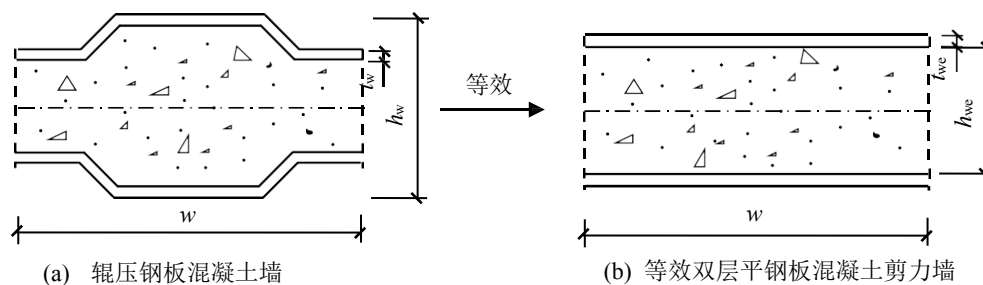 t_w
h_w
w
(a) 辊压钢板混凝土墙
等效
t_we
h_we
w
(b) 等效双层平钢板混凝土剪力墙